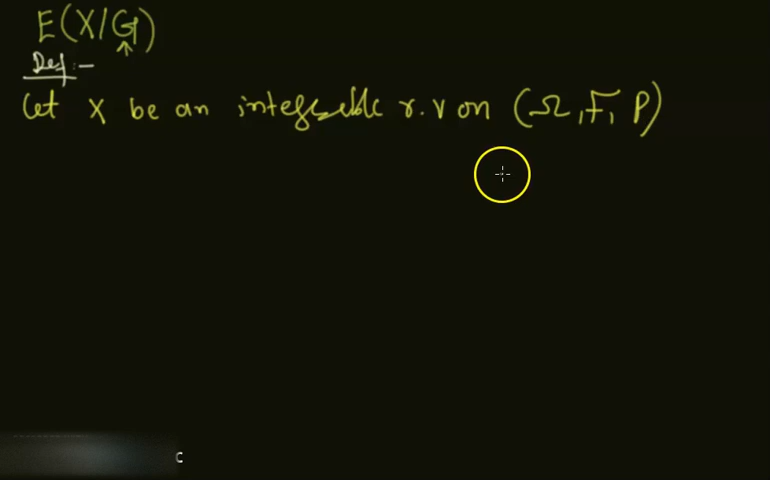 E(X/G)
Def:-
Let X be an integrable r.v on (Ω, F, P)
c